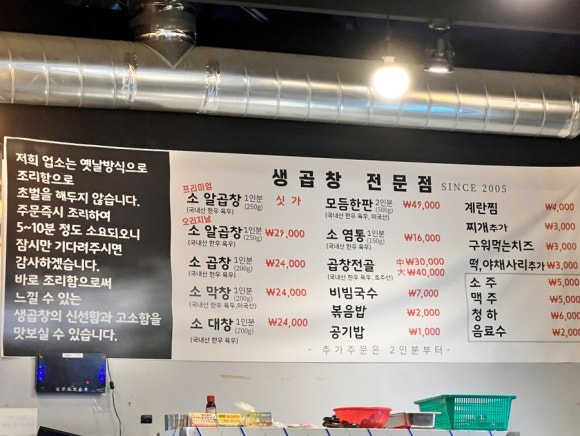 저희 업소는 옛날방식으로
조리함으로
초벌을 해두지 않습니다.
주문즉시 조리하여
5~10분 정도 소요되오니
잠시만 기다려주시면
감사하겠습니다.
바로 조리함으로써
느낄 수 있는
생곱창의 신선함과 고소함을
맛보실 수 있습니다.
생곱창 전문점 SINCE 2005
프리미엄
소 알곱창 1인분 (250g) 싯가
(국내산 한우 육우)
오리지널
소 알곱창 1인분 (250g) ₩29,000
(국내산 한우 육우)
소 곱창 1인분 (200g) ₩24,000
(국내산 한우 육우)
소 막창 1인분 (200g) ₩24,000
(국내산 한우 육우,미국산)
소 대창 1인분 (200g) ₩24,000
(국내산 한우 육우)
모듬한판 2인분 (500g) ₩49,000
(국내산 한우 육우, 미국산)
소 염통 1인분 (150g) ₩16,000
(국내산 한우 육우)
곱창전골 中₩30,000
(국내산 한우 육우, 호주산) 大₩40,000
비빔국수 ₩7,000
볶음밥 ₩2,000
공기밥 ₩1,000
- 추가주문은 2인분부터 -
계란찜 ₩4,000
찌개추가 ₩3,000
구워먹는치즈 ₩3,000
떡,야채사리추가 ₩3,000
소 주 ₩5,000
맥 주 ₩5,000
청 하 ₩6,000
음료수 ₩2,000